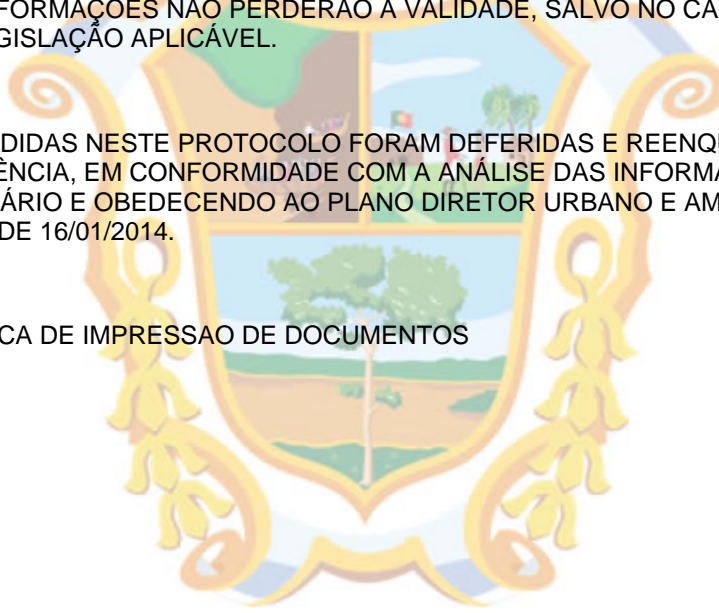 FORMAÇÕES NÃO PERDERÃO A VALIDADE, SALVO NO CA
GISLAÇÃO APLICÁVEL.
DIDAS NESTE PROTOCOLO FORAM DEFERIDAS E REENQU
ÊNCIA, EM CONFORMIDADE COM A ANÁLISE DAS INFORMA
ÁRIO E OBEDECENDO AO PLANO DIRETOR URBANO E AM
DE 16/01/2014.
CA DE IMPRESSAO DE DOCUMENTOS